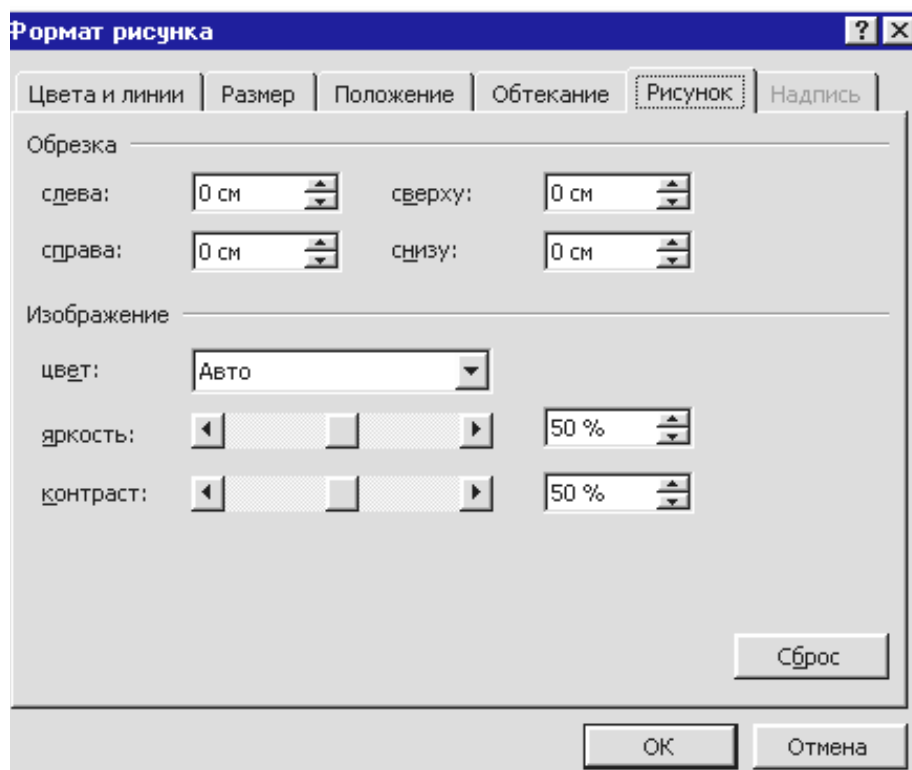 Формат рисунка
Цвета и линии Размер Положение Обтекание Рисунок Надпись
Обрезка
слева: 0 см сверху: 0 см
справа: 0 см снизу: 0 см
Изображение
цвет: Авто
яркость: 50 %
контраст: 50 %
Сброс
ОК Отмена